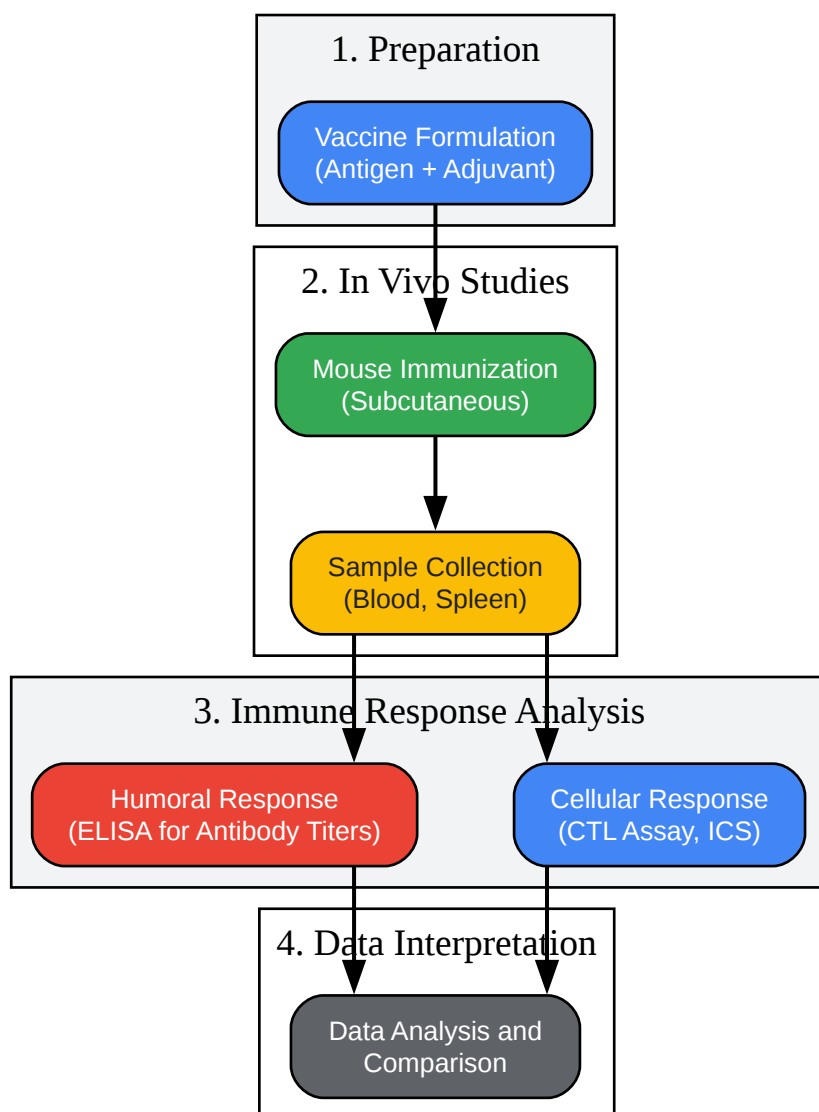 1. Preparation
Vaccine Formulation
(Antigen + Adjuvant)
2. In Vivo Studies
Mouse Immunization
(Subcutaneous)
Sample Collection
(Blood, Spleen)
3. Immune Response Analysis
Humoral Response
(ELISA for Antibody Titers)
Cellular Response
(CTL Assay, ICS)
4. Data Interpretation
Data Analysis and
Comparison